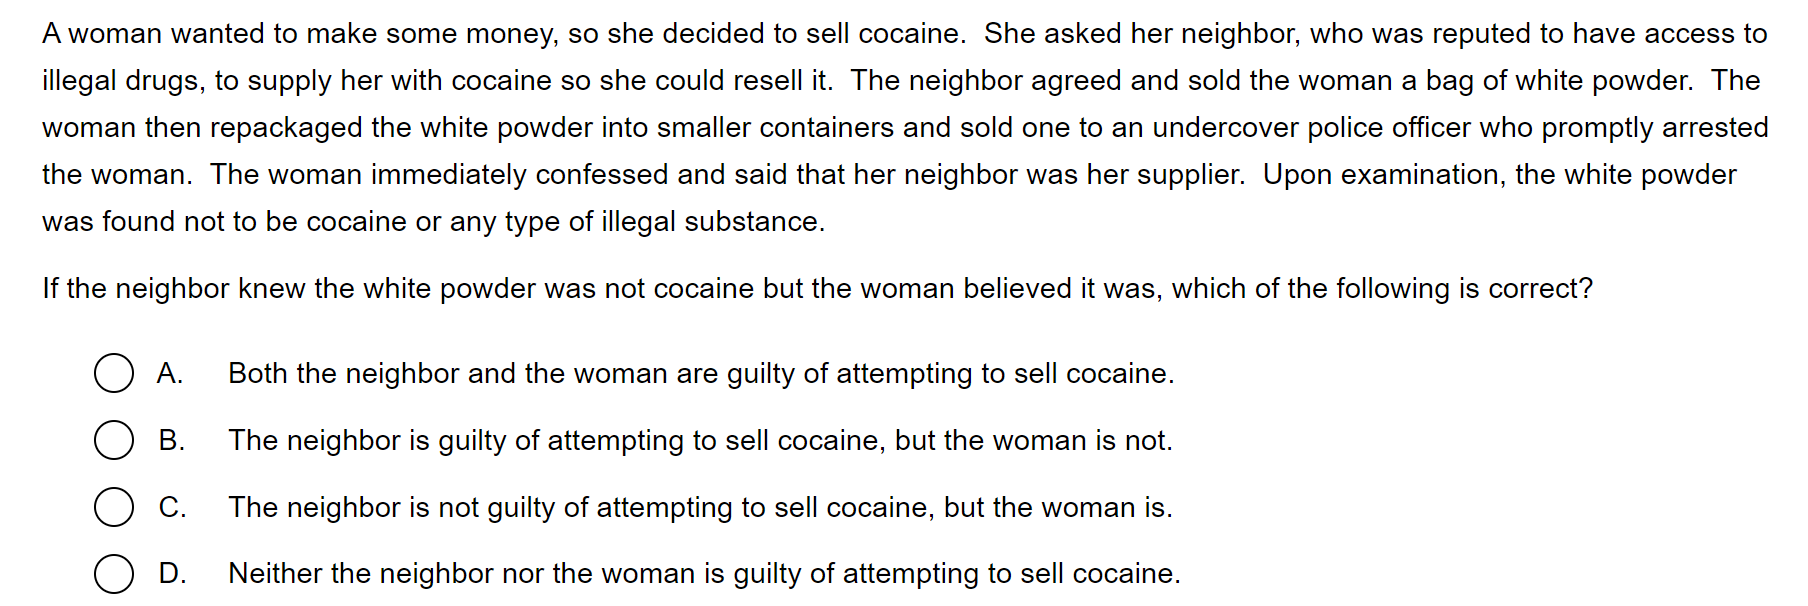 A woman wanted to make some money, so she decided to sell cocaine.  She asked her neighbor, who was reputed to have access to
illegal drugs, to supply her with cocaine so she could resell it.  The neighbor agreed and sold the woman a bag of white powder.  The
woman then repackaged the white powder into smaller containers and sold one to an undercover police officer who promptly arrested
the woman.  The woman immediately confessed and said that her neighbor was her supplier.  Upon examination, the white powder
was found not to be cocaine or any type of illegal substance.
If the neighbor knew the white powder was not cocaine but the woman believed it was, which of the following is correct?
A. Both the neighbor and the woman are guilty of attempting to sell cocaine.
B. The neighbor is guilty of attempting to sell cocaine, but the woman is not.
C. The neighbor is not guilty of attempting to sell cocaine, but the woman is.
D. Neither the neighbor nor the woman is guilty of attempting to sell cocaine.